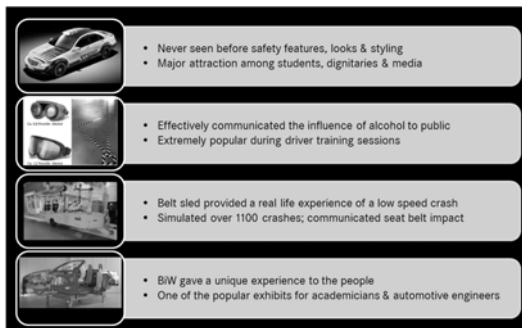 • Never seen before safety features, looks & styling
• Major attraction among students, dignitaries & media
• Effectively communicated the influence of alcohol to public
• Extremely popular during driver training sessions
• Belt sled provided a real life experience of a low speed crash
• Simulated over 1100 crashes; communicated seat belt impact
• BiW gave a unique experience to the people
• One of the popular exhibits for academicians & automotive engineers